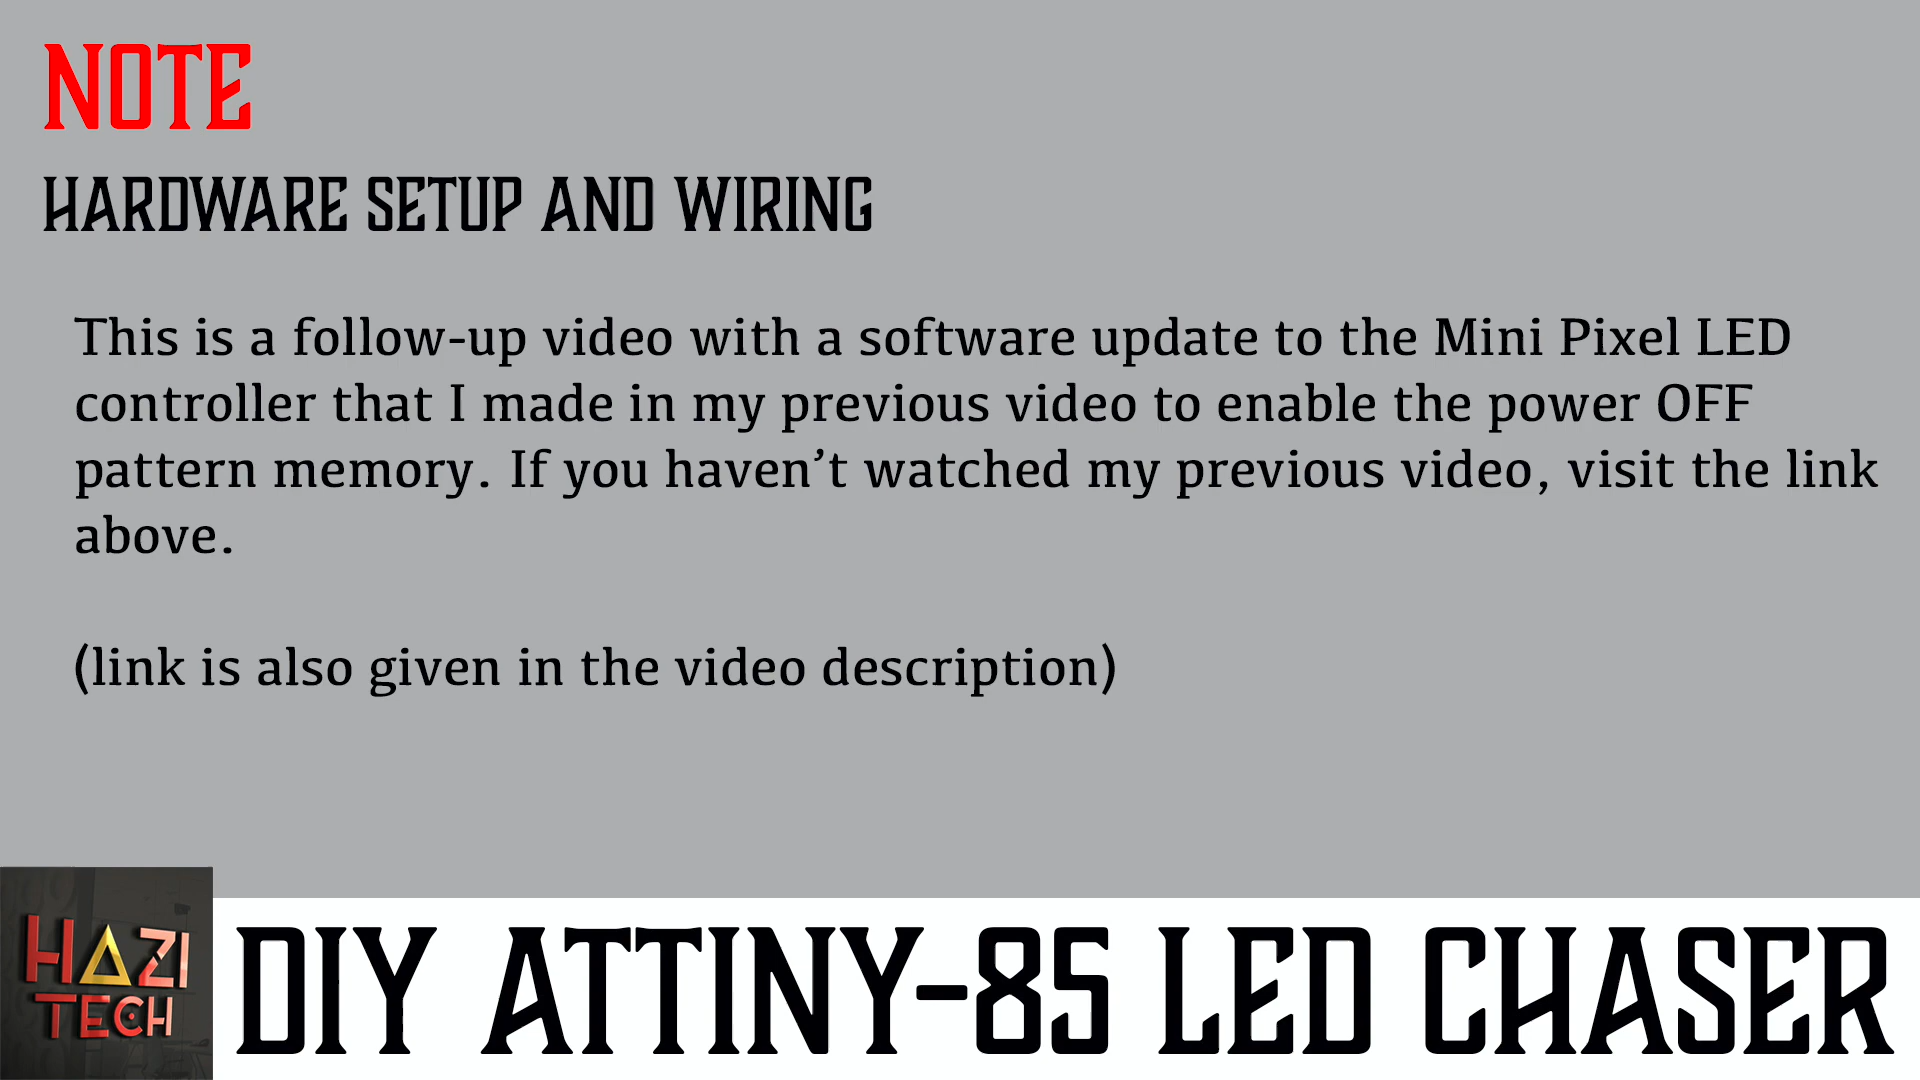 NOTE
HARDWARE SETUP AND WIRING
This is a follow-up video with a software update to the Mini Pixel LED
controller that I made in my previous video to enable the power OFF
pattern memory. If you haven’t watched my previous video, visit the link
above.
(link is also given in the video description)
HAZI
TECH
DIY ATTINY-85 LED CHASER